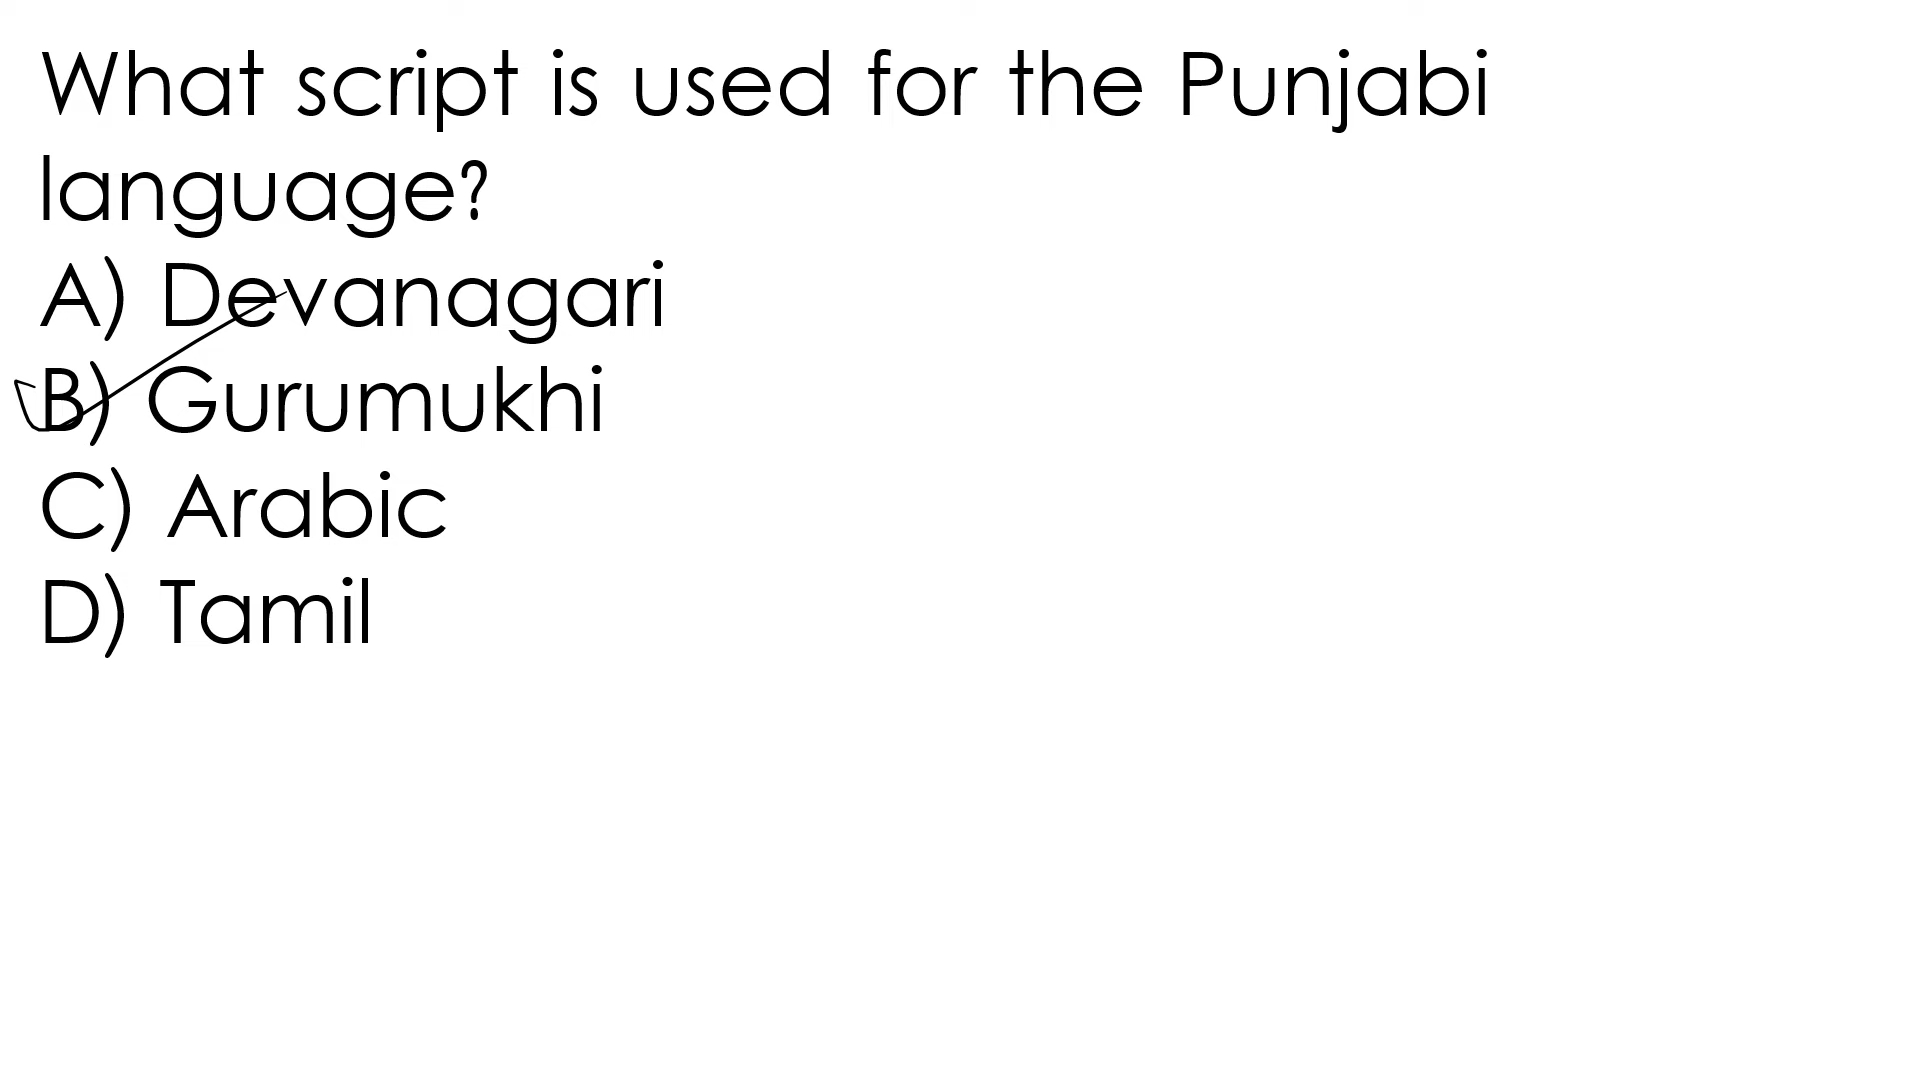 What script is used for the Punjabi
language?
A) Devanagari
B) Gurumukhi
C) Arabic
D) Tamil